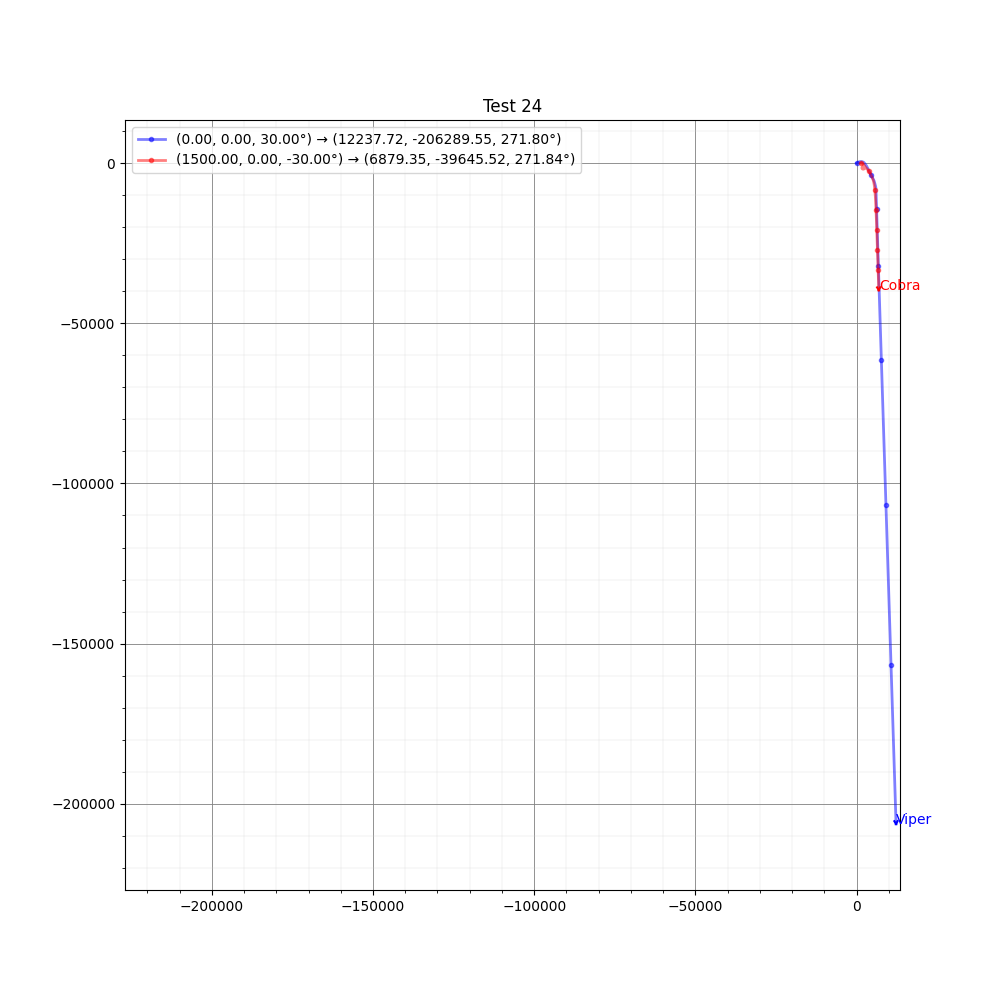 Test 24
(0.00, 0.00, 30.00°) → (12237.72, -206289.55, 271.80°)
(1500.00, 0.00, -30.00°) → (6879.35, -39645.52, 271.84°)
0
−50000
−100000
−150000
−200000
Cobra
Viper
−200000
−150000
−100000
−50000
0